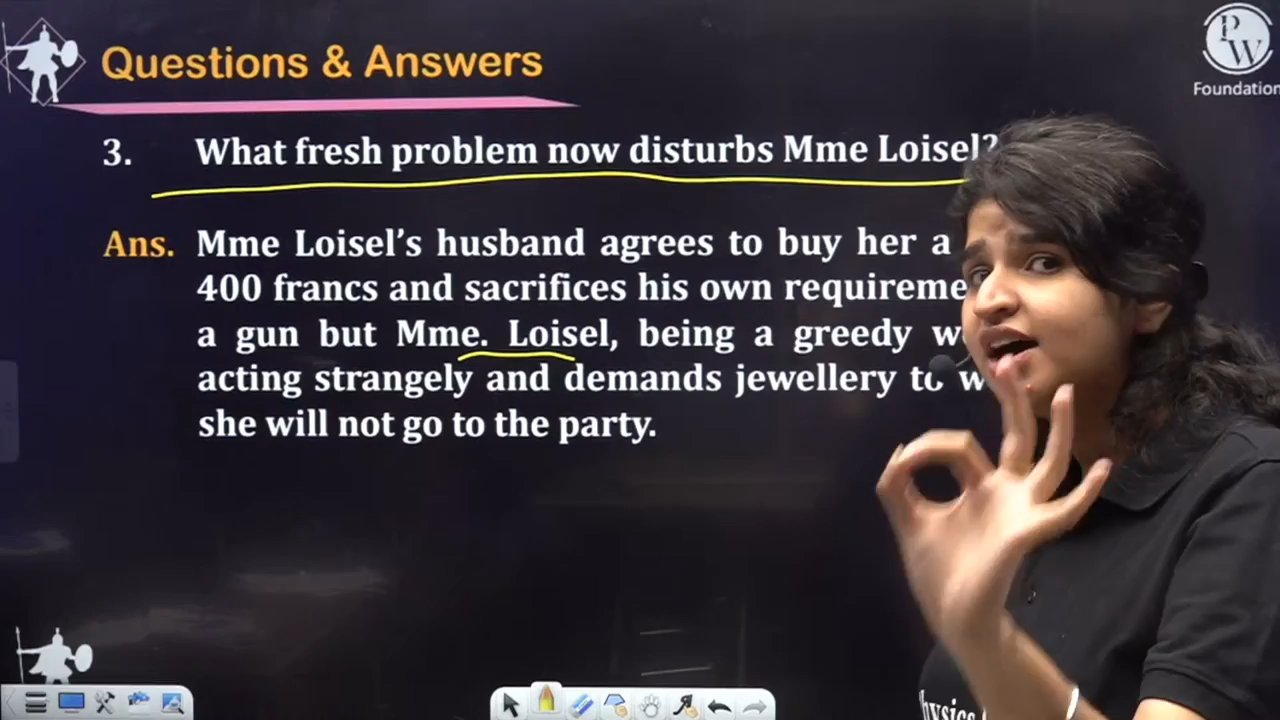 Questions & Answers
PW
Foundation
3. What fresh problem now disturbs Mme Loisel?
Ans. Mme Loisel's husband agrees to buy her a
400 francs and sacrifices his own
a gun but Mme. Loisel, being a greedy
acting strangely and demands jewellery to
she will not go to the party.